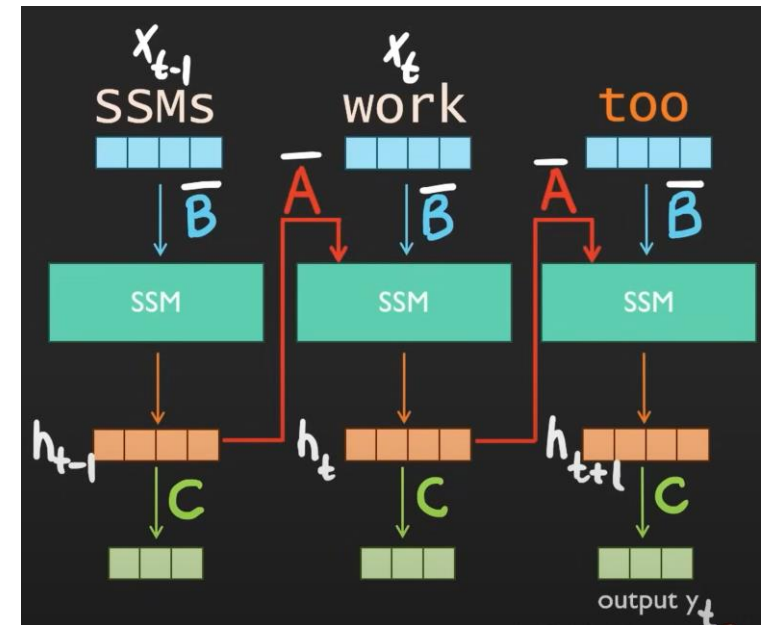 x_{t-1} x_t
SSMs work too
A̅ A̅
B̅ B̅ B̅
SSM SSM SSM
h_{t-1} h_t h_{t+1}
C C C
output y_t